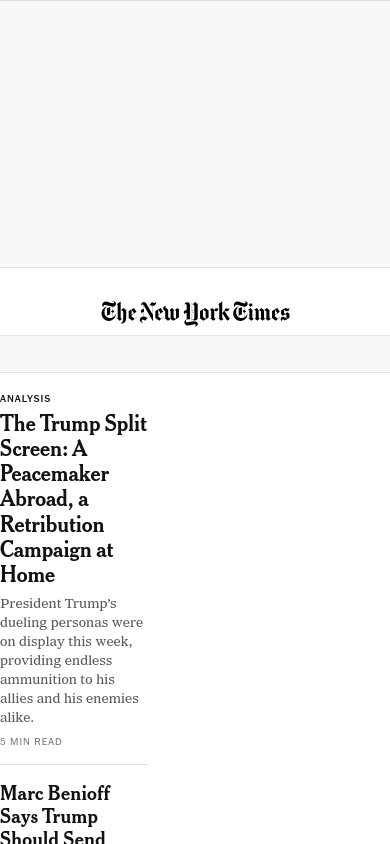 The New York Times
ANALYSIS
The Trump Split
Screen: A
Peacemaker
Abroad, a
Retribution
Campaign at
Home
President Trump’s
dueling personas were
on display this week,
providing endless
ammunition to his
allies and his enemies
alike.
5 MIN READ
Marc Benioff
Says Trump
Should Send